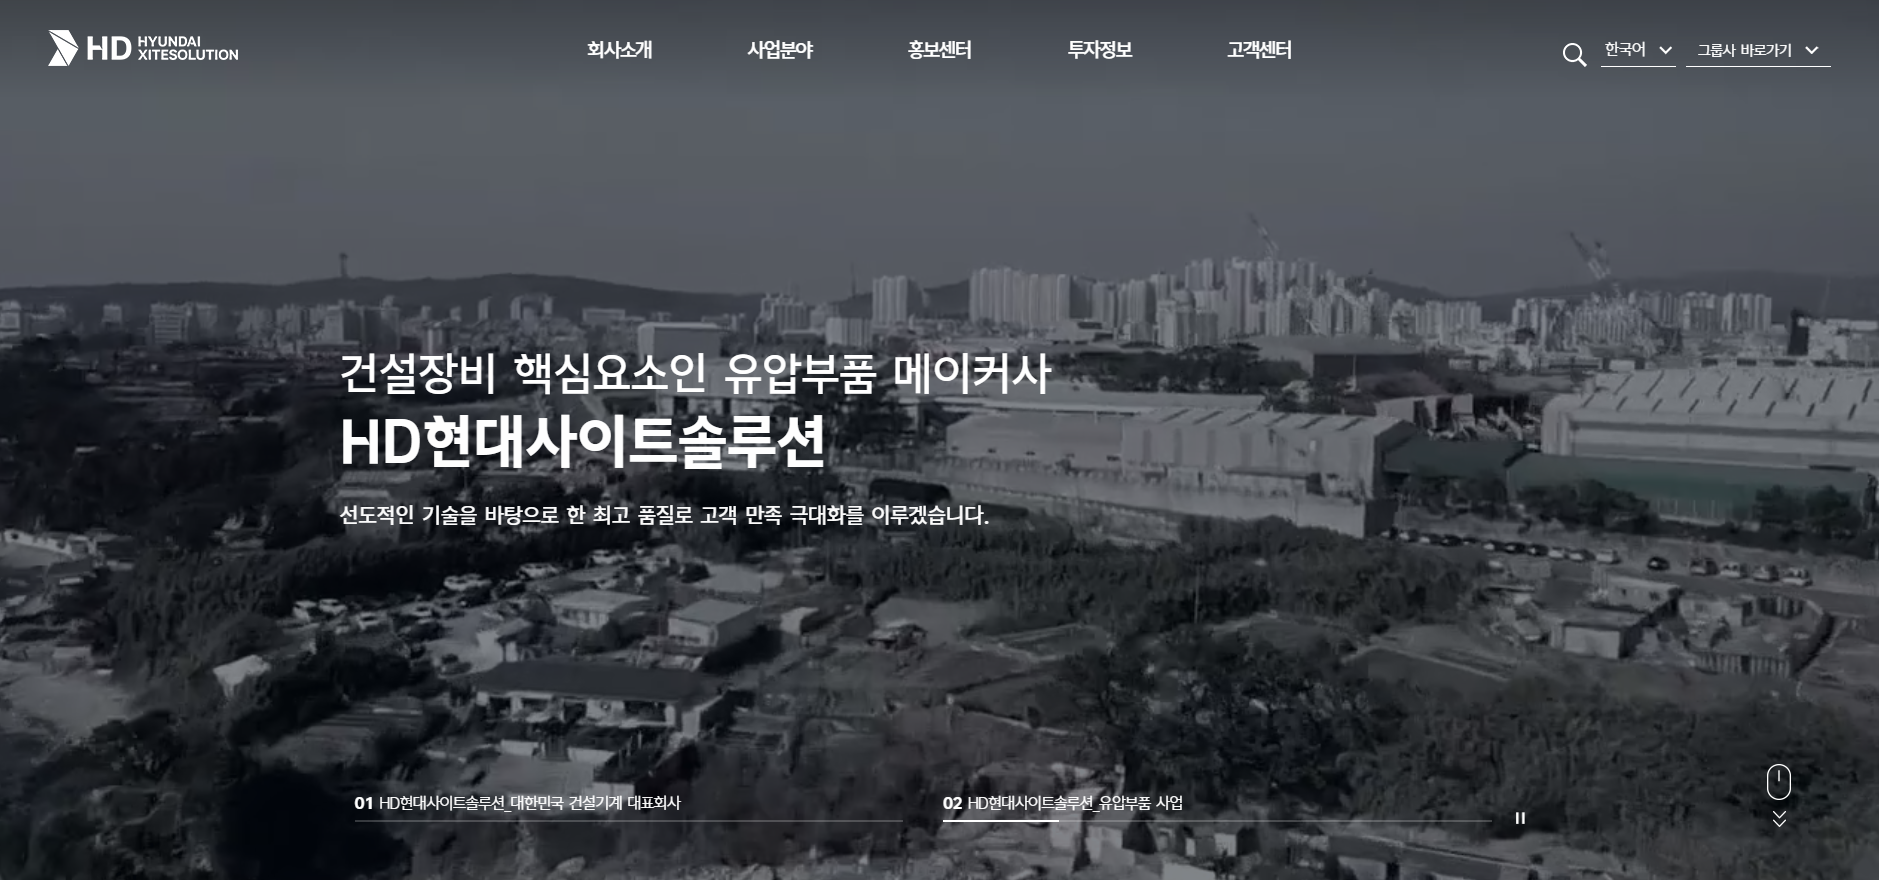 HD HYUNDAI
XITESOLUTION
회사소개
사업분야
홍보센터
투자정보
고객센터
한국어
그룹사 바로가기
건설장비 핵심요소인 유압부품 메이커사
HD현대사이트솔루션
선도적인 기술을 바탕으로 한 최고 품질로 고객 만족 극대화를 이루겠습니다.
01 HD현대사이트솔루션_대한민국 건설기계 대표회사
02 HD현대사이트솔루션_유압부품 사업